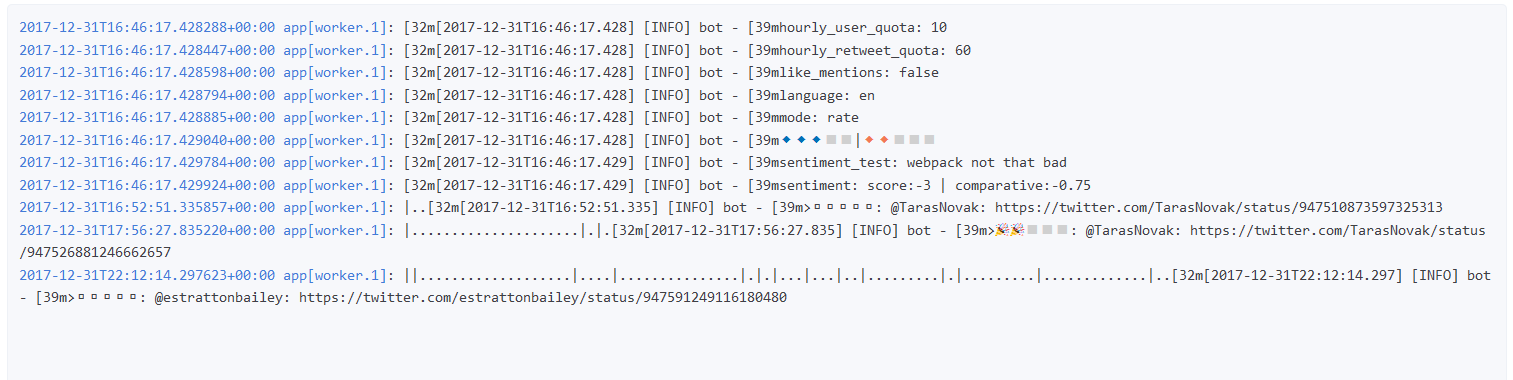 2017-12-31T16:46:17.428288+00:00 app[worker.1]: [32m[2017-12-31T16:46:17.428] [INFO] bot - [39mhourly_user_quota: 10
2017-12-31T16:46:17.428447+00:00 app[worker.1]: [32m[2017-12-31T16:46:17.428] [INFO] bot - [39mhourly_retweet_quota: 60
2017-12-31T16:46:17.428598+00:00 app[worker.1]: [32m[2017-12-31T16:46:17.428] [INFO] bot - [39mlike_mentions: false
2017-12-31T16:46:17.428794+00:00 app[worker.1]: [32m[2017-12-31T16:46:17.428] [INFO] bot - [39mlanguage: en
2017-12-31T16:46:17.428885+00:00 app[worker.1]: [32m[2017-12-31T16:46:17.428] [INFO] bot - [39mmode: rate
2017-12-31T16:46:17.429040+00:00 app[worker.1]: [32m[2017-12-31T16:46:17.428] [INFO] bot - [39m🔹🔹🔹◽◽|🔸🔸◽◽◽
2017-12-31T16:46:17.429784+00:00 app[worker.1]: [32m[2017-12-31T16:46:17.429] [INFO] bot - [39msentiment_test: webpack not that bad
2017-12-31T16:46:17.429924+00:00 app[worker.1]: [32m[2017-12-31T16:46:17.429] [INFO] bot - [39msentiment: score:-3 | comparative:-0.75
2017-12-31T16:52:51.335857+00:00 app[worker.1]: |..[32m[2017-12-31T16:52:51.335] [INFO] bot - [39m>▫▫▫▫▫: @TarasNovak: https://twitter.com/TarasNovak/status/947510873597325313
2017-12-31T17:56:27.835220+00:00 app[worker.1]: |.....................|.|.[32m[2017-12-31T17:56:27.835] [INFO] bot - [39m>🎉🎉◽◽◽: @TarasNovak: https://twitter.com/TarasNovak/status
/947526881246662657
2017-12-31T22:12:14.297623+00:00 app[worker.1]: ||...................|....|...............|.|.|...|...|..|.........|.|.........|.............|..[32m[2017-12-31T22:12:14.297] [INFO] bot
- [39m>▫▫▫▫▫: @estrattonbailey: https://twitter.com/estrattonbailey/status/947591249116180480